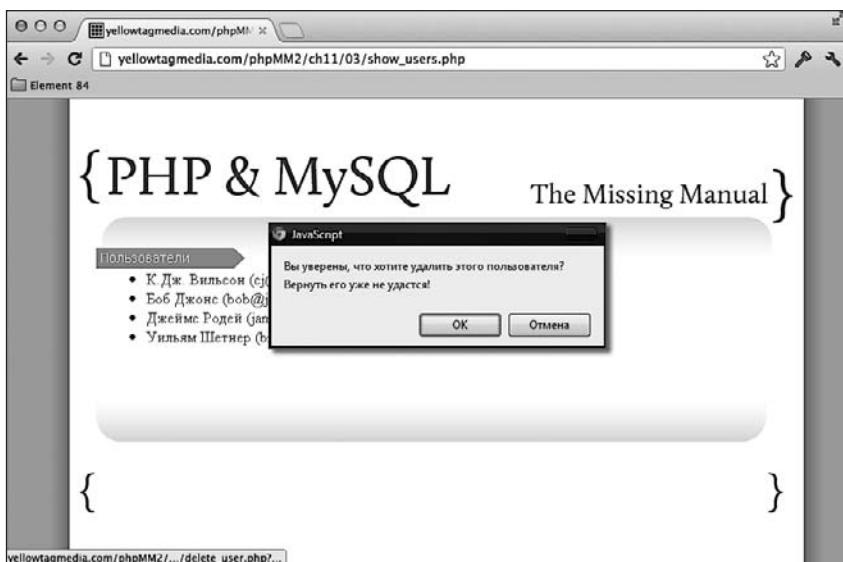 yellowtagmedia.com/phpM
yellowtagmedia.com/phpMM2/ch11/03/show_users.php
Element 84
{PHP & MySQL
The Missing Manual}
Пользователи
• К. Дж. Вильсон (cj
• Боб Джонс (bob@j
• Джеймс Родей (jan
• Уильям Шетнер (b
JavaScript
Вы уверены, что хотите удалить этого пользователя?
Вернуть его уже не удастся!
OK
Отмена
{ }
yellowtagmedia.com/phpMM2/.../delete_user.php?...